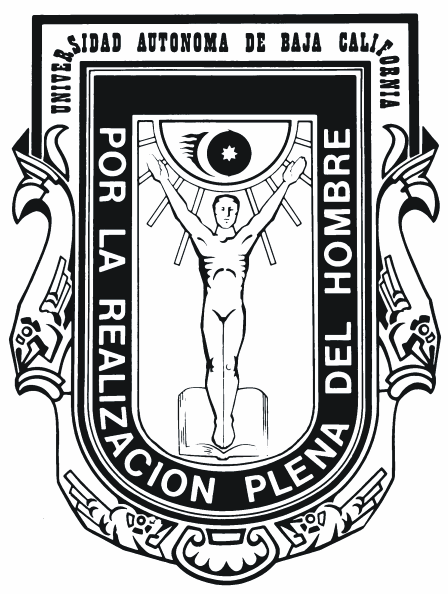 UNIVERSIDAD AUTONOMA DE BAJA CALIFORNIA
POR LA REALIZACION PLENA DEL HOMBRE